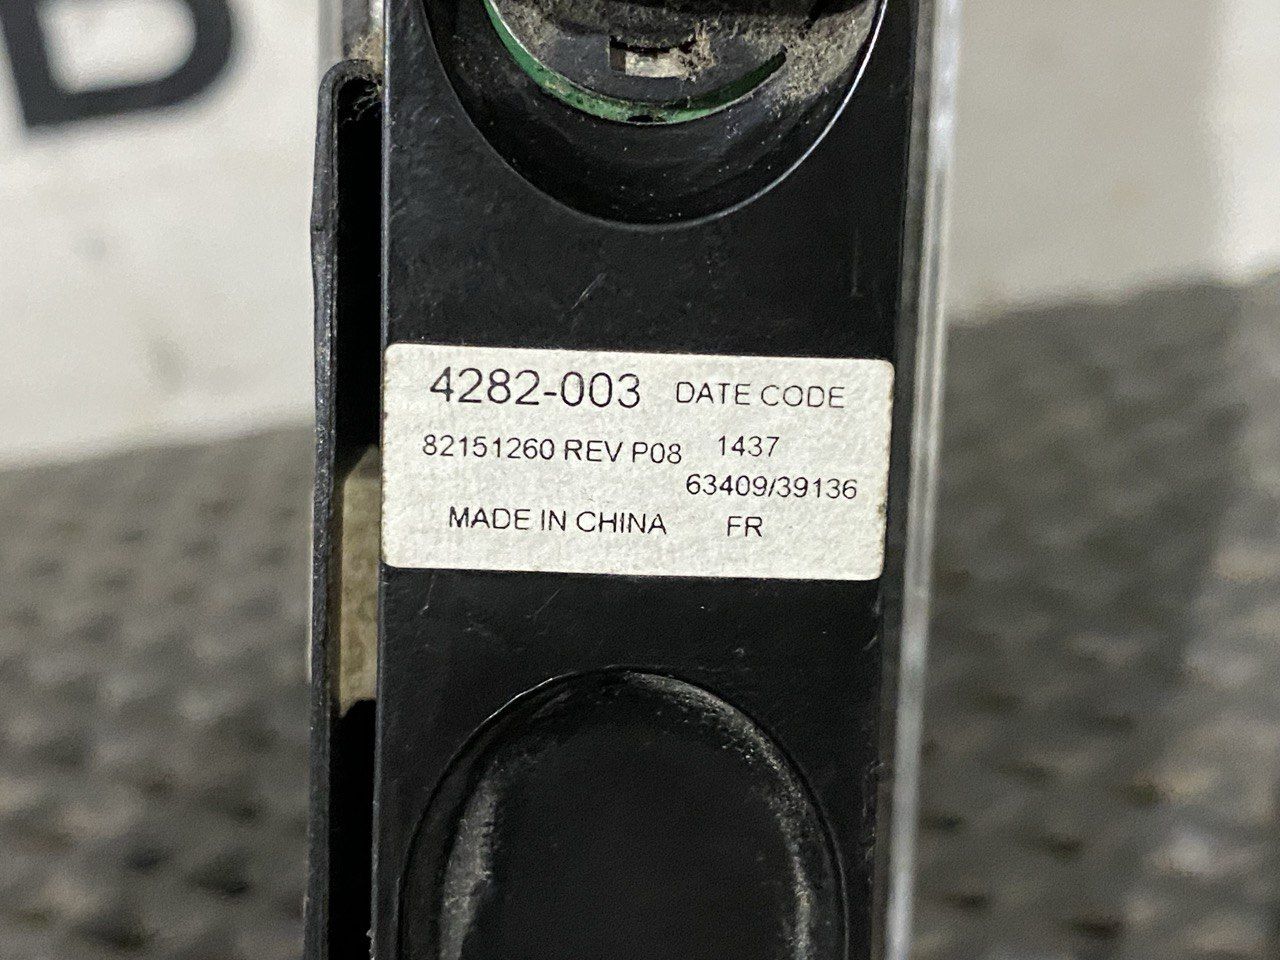 B
4282-003 DATE CODE
82151260 REV P08 1437
63409/39136
MADE IN CHINA FR